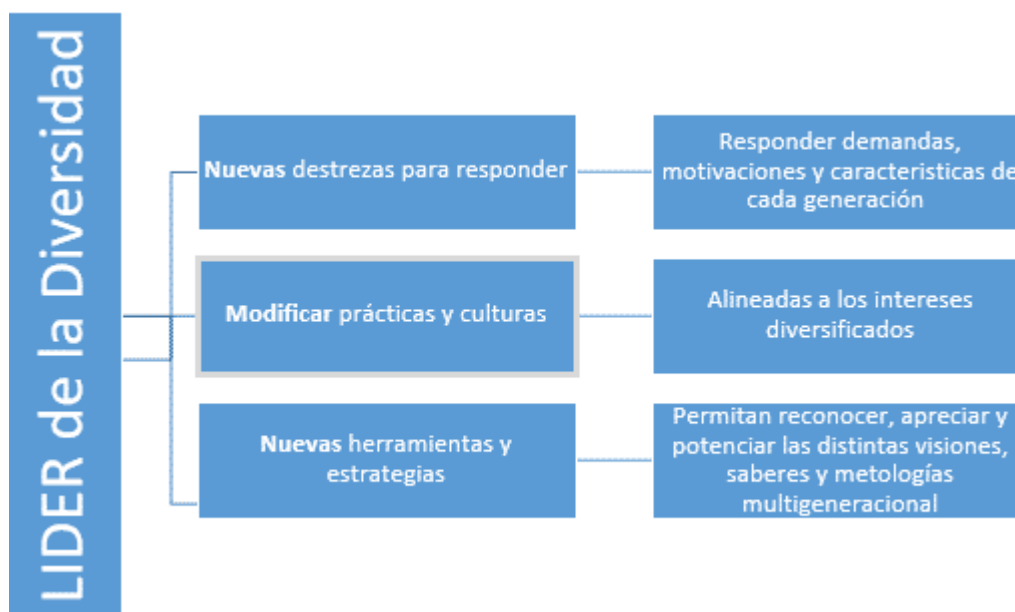 LIDER de la Diversidad
Nuevas destrezas para responder
Responder demandas,
motivaciones y caracteristicas de
cada generación
Modificar prácticas y culturas
Alineadas a los intereses
diversificados
Nuevas herramientas y
estrategias
Permitan reconocer, apreciar y
potenciar las distintas visiones,
saberes y metologías
multigeneracional